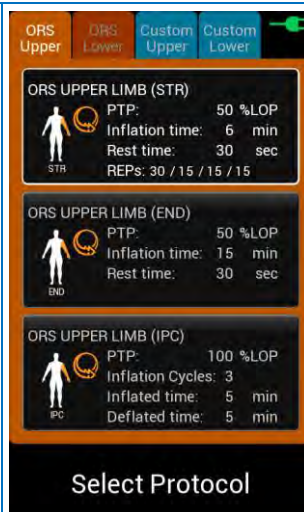 ORS Upper
ORS Lower
Custom Upper
Custom Lower
ORS UPPER LIMB (STR)
PTP: 50 %LOP
Inflation time: 6 min
Rest time: 30 sec
REPs: 30 / 15 / 15 / 15
STR
ORS UPPER LIMB (END)
PTP: 50 %LOP
Inflation time: 15 min
Rest time: 30 sec
END
ORS UPPER LIMB (IPC)
PTP: 100 %LOP
Inflation Cycles: 3
Inflated time: 5 min
Deflated time: 5 min
IPC
Select Protocol